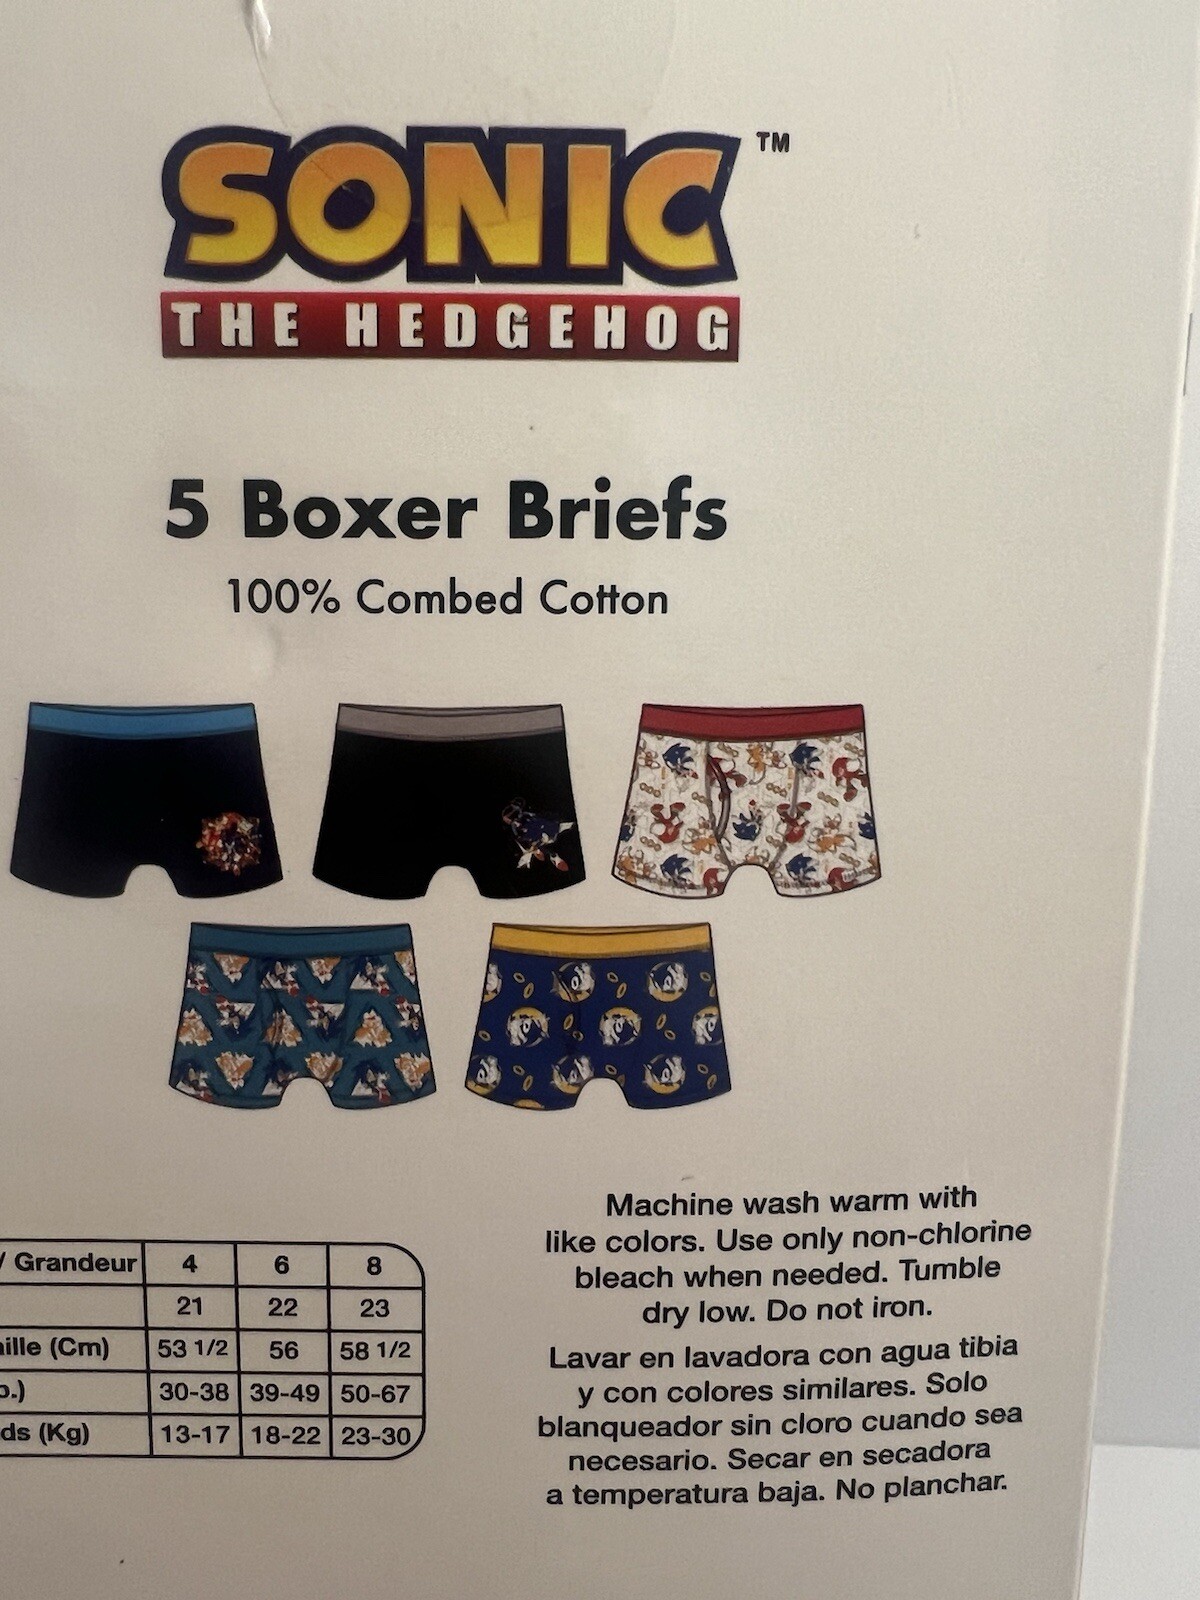 SONIC™
THE HEDGEHOG
5 Boxer Briefs
100% Combed Cotton
/ Grandeur 4 6 8
21 22 23
aille (Cm) 53 1/2 56 58 1/2
b.) 30-38 39-49 50-67
ds (Kg) 13-17 18-22 23-30
Machine wash warm with
like colors. Use only non-chlorine
bleach when needed. Tumble
dry low. Do not iron.
Lavar en lavadora con agua tibia
y con colores similares. Solo
blanqueador sin cloro cuando sea
necesario. Secar en secadora
a temperatura baja. No planchar.